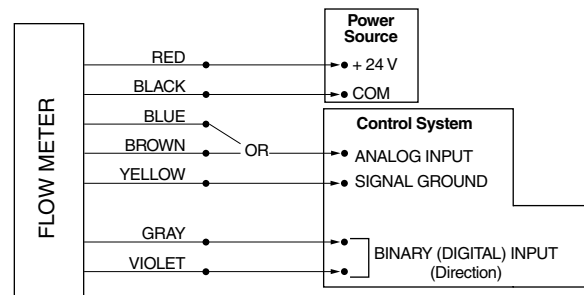 FLOW METER
RED
BLACK
BLUE
BROWN
YELLOW
GRAY
VIOLET
OR
Power
Source
+ 24 V
COM
Control System
ANALOG INPUT
SIGNAL GROUND
BINARY (DIGITAL) INPUT
(Direction)